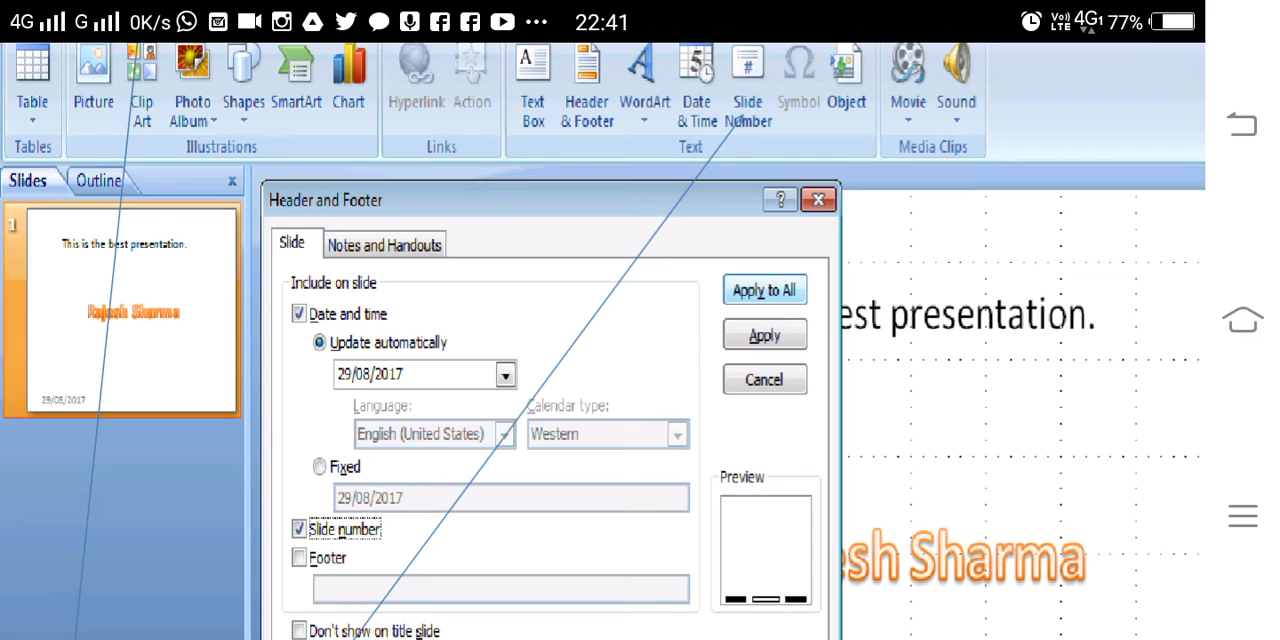 4G G 0K/s 22:41 Vo) LTE 4G1 77%
Table Picture Clip Art Photo Album Shapes SmartArt Chart Hyperlink Action Text Box Header & Footer WordArt Date & Time Slide Number Symbol Object Movie Sound
Tables Illustrations Links Text Media Clips
Slides Outline x
1
This is the best presentation.
Rajesh Sharma
29/08/2017
Header and Footer ? x
Slide Notes and Handouts
Include on slide
Date and time
Update automatically
29/08/2017
Language: Calendar type:
English (United States) Western
Fixed
29/08/2017
Slide number
Footer
Don't show on title slide
Apply to All
Apply
Cancel
Preview
est presentation.
esh Sharma